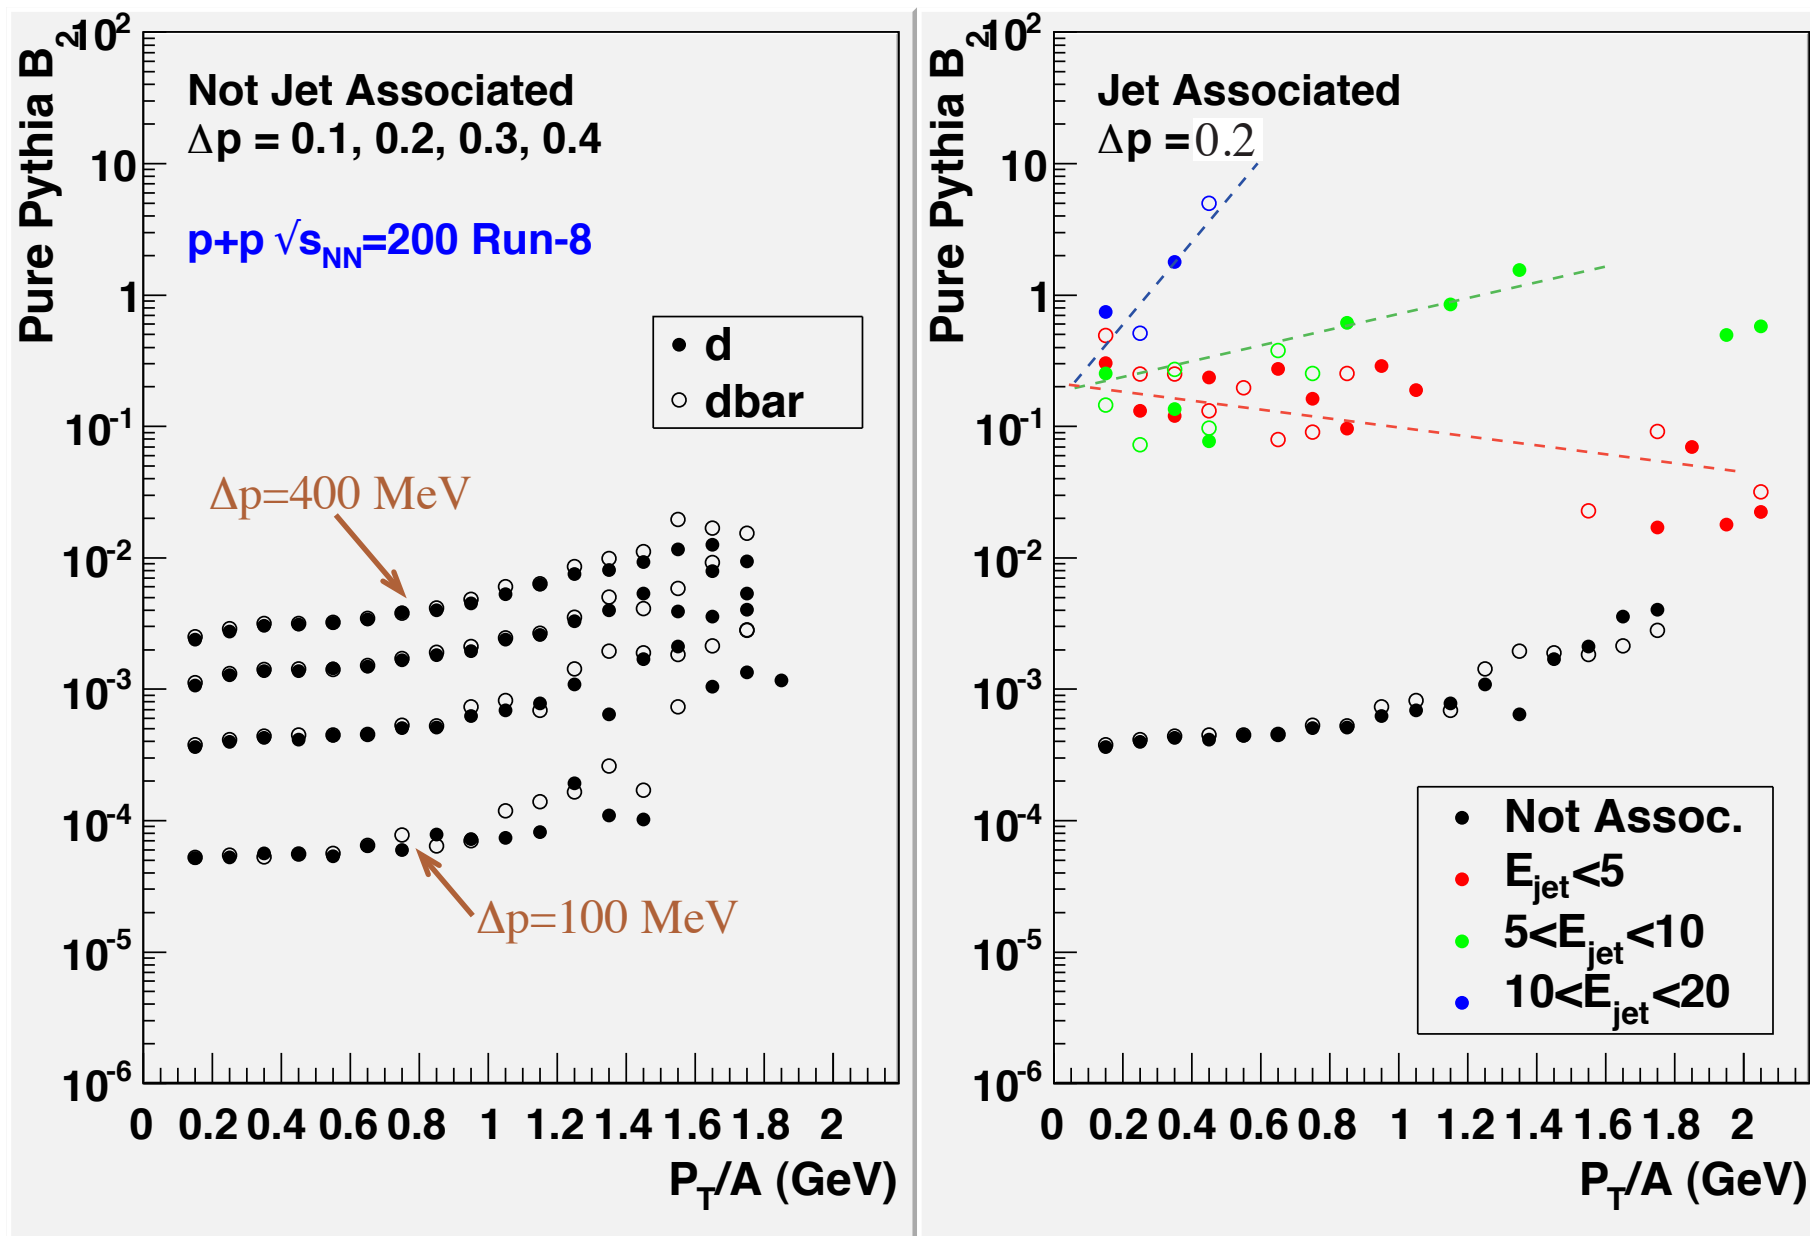 Pure Pythia B2
10^2
10
1
10^-1
10^-2
10^-3
10^-4
10^-5
10^-6
Not Jet Associated
Δp = 0.1, 0.2, 0.3, 0.4
p+p √sNN=200 Run-8
d
dbar
Δp=400 MeV
Δp=100 MeV
0 0.2 0.4 0.6 0.8 1 1.2 1.4 1.6 1.8 2
PT/A (GeV)
Pure Pythia B2
10^2
10
1
10^-1
10^-2
10^-3
10^-4
10^-5
10^-6
Jet Associated
Δp =0.2
Not Assoc.
Ejet<5
5<Ejet<10
10<Ejet<20
0 0.2 0.4 0.6 0.8 1 1.2 1.4 1.6 1.8 2
PT/A (GeV)